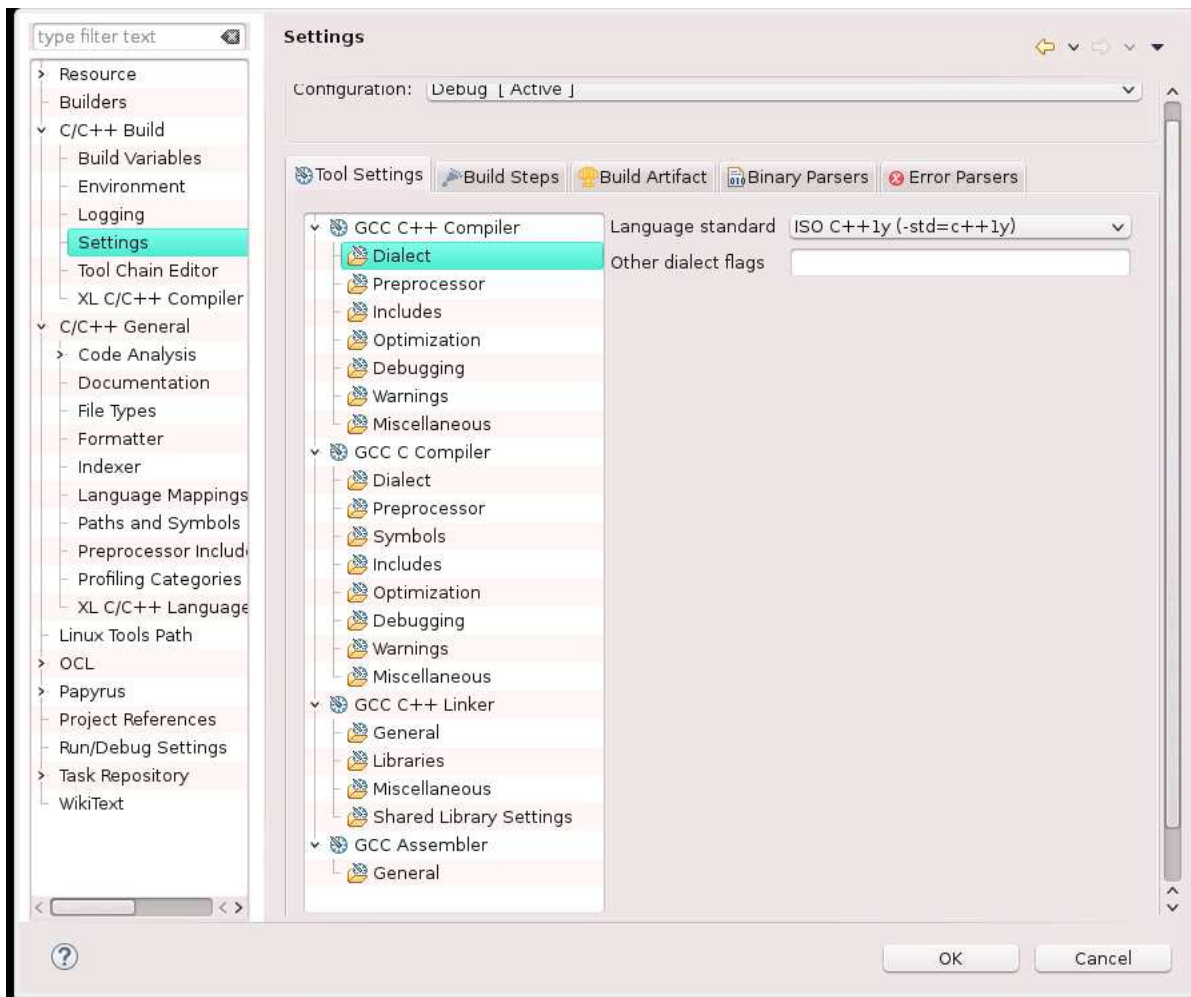 type filter text
Resource
Builders
C/C++ Build
Build Variables
Environment
Logging
Settings
Tool Chain Editor
XL C/C++ Compiler
C/C++ General
Code Analysis
Documentation
File Types
Formatter
Indexer
Language Mappings
Paths and Symbols
Preprocessor Includ
Profiling Categories
XL C/C++ Language
Linux Tools Path
OCL
Papyrus
Project References
Run/Debug Settings
Task Repository
WikiText
Settings
Configuration: Debug [ Active ]
Tool Settings Build Steps Build Artifact Binary Parsers Error Parsers
GCC C++ Compiler
Dialect
Preprocessor
Includes
Optimization
Debugging
Warnings
Miscellaneous
GCC C Compiler
Dialect
Preprocessor
Symbols
Includes
Optimization
Debugging
Warnings
Miscellaneous
GCC C++ Linker
General
Libraries
Miscellaneous
Shared Library Settings
GCC Assembler
General
Language standard ISO C++1y (-std=c++1y)
Other dialect flags
OK Cancel